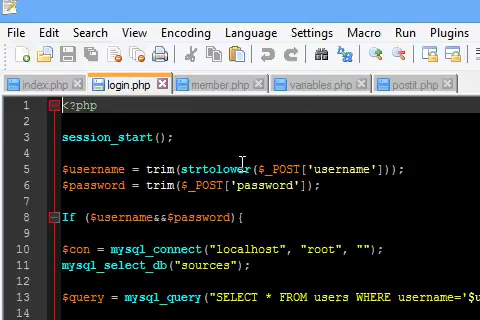 File Edit Search View Encoding Language Settings Macro Run Plugins
index.php login.php member.php variables.php postit.php
1 <?php
2
3 session_start();
4
5 $username = trim(strtolower($_POST['username']));
6 $password = trim($_POST['password']);
7
8 If ($username&&$password){
9
10 $con = mysql_connect("localhost", "root", "");
11 mysql_select_db("sources");
12
13 $query = mysql_query("SELECT * FROM users WHERE username='$u
14